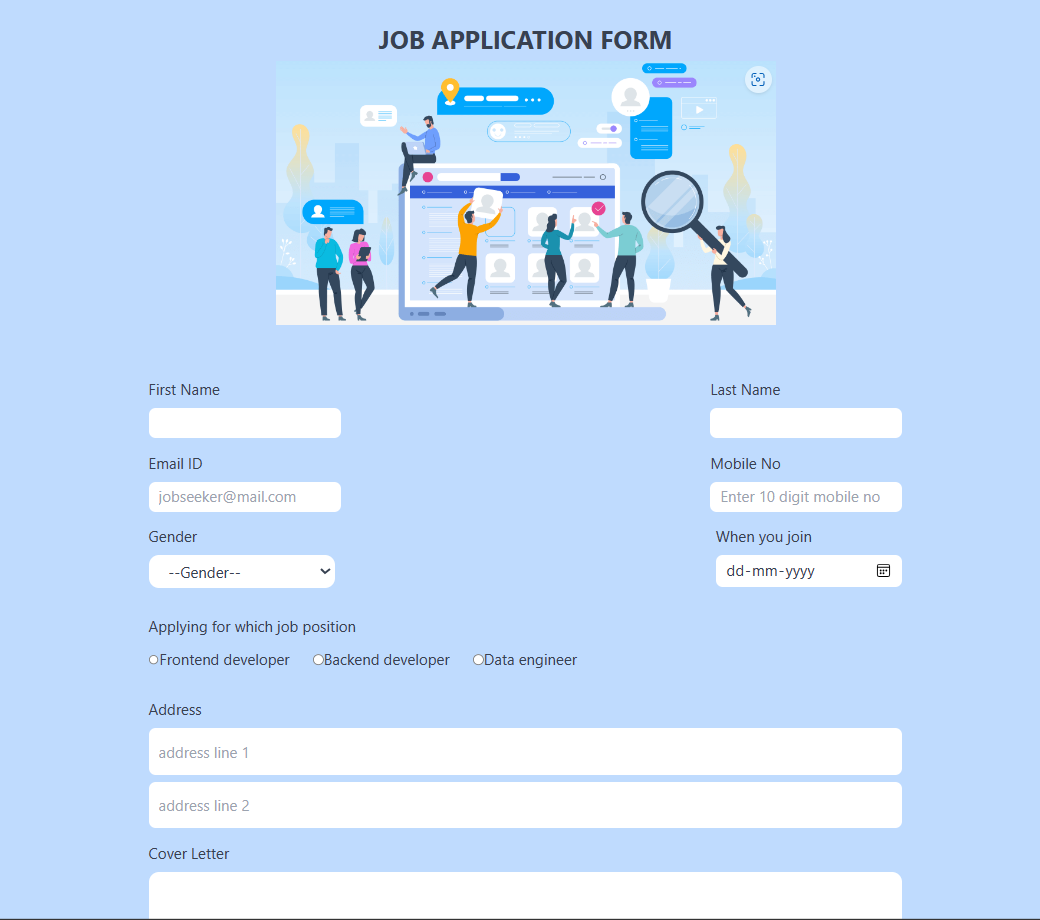 JOB APPLICATION FORM
First Name
Last Name
Email ID
Mobile No
jobseeker@mail.com
Enter 10 digit mobile no
Gender
When you join
--Gender--
dd-mm-yyyy
Applying for which job position
Frontend developer
Backend developer
Data engineer
Address
address line 1
address line 2
Cover Letter